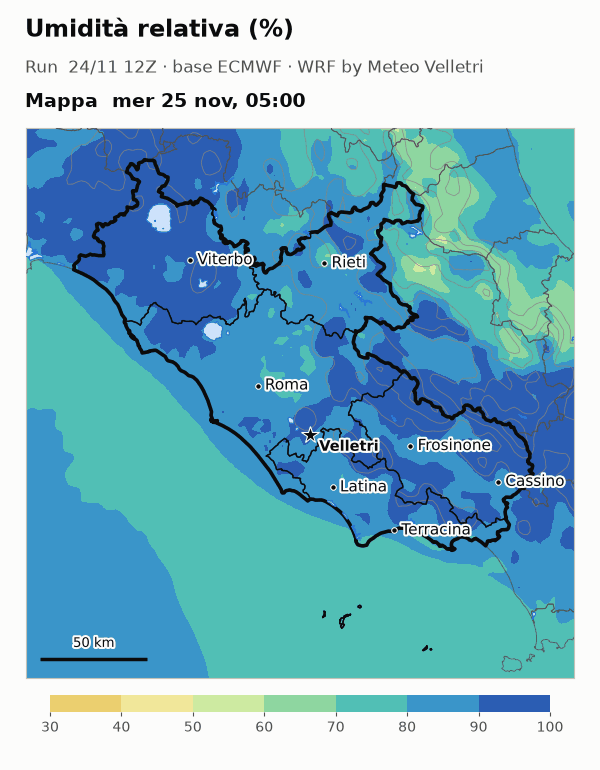 Umidità relativa (%)
Run  24/11 12Z · base ECMWF · WRF by Meteo Velletri
Mappa  mer 25 nov, 05:00
Viterbo
Rieti
Roma
Velletri
Frosinone
Latina
Cassino
Terracina
50 km
30 40 50 60 70 80 90 100